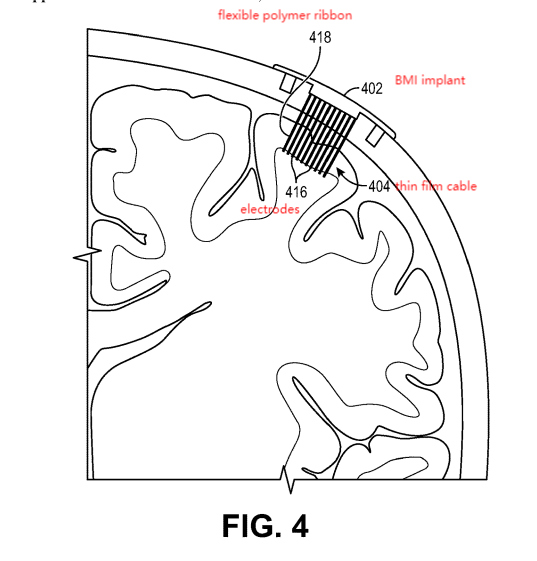 flexible polymer ribbon
418
402
BMI implant
404
thin film cable
416
electrodes
FIG. 4